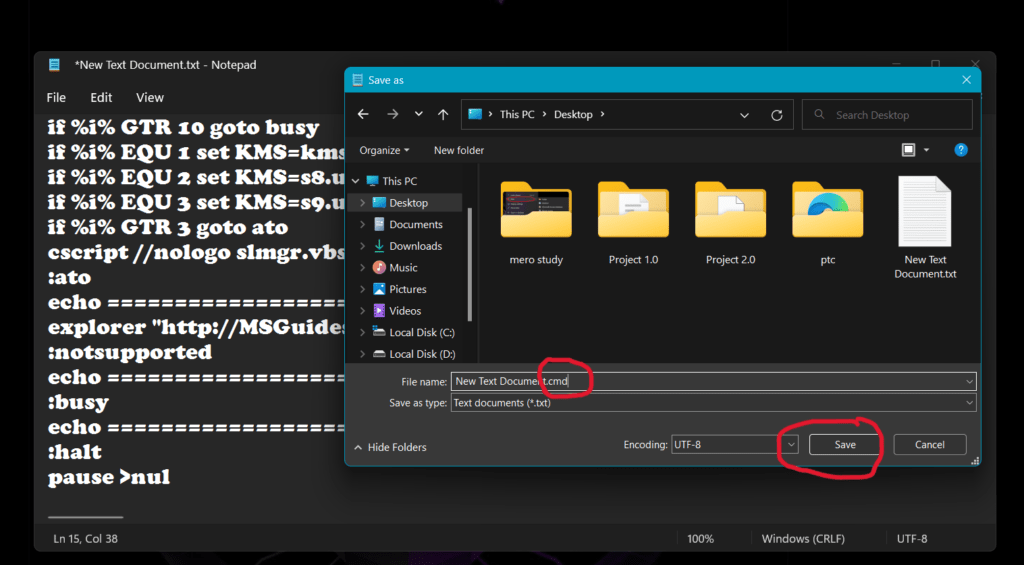 *New Text Document.txt - Notepad
File Edit View
if %i% GTR 10 goto busy
if %i% EQU 1 set KMS=kms
if %i% EQU 2 set KMS=s8.u
if %i% EQU 3 set KMS=s9.u
if %i% GTR 3 goto ato
cscript //nologo slmgr.vbs
:ato
echo ==================
explorer "http://MSGuides
:notsupported
echo ==================
:busy
echo ==================
:halt
pause >nul
Ln 15, Col 38
100%
Windows (CRLF)
UTF-8
Save as
This PC > Desktop >
Search Desktop
Organize
New folder
This PC
Desktop
Documents
Downloads
Music
Pictures
Videos
Local Disk (C:)
Local Disk (D:)
mero study
Project 1.0
Project 2.0
ptc
New Text
Document.txt
File name: New Text Document.cmd
Save as type: Text documents (*.txt)
Hide Folders
Encoding: UTF-8
Save
Cancel